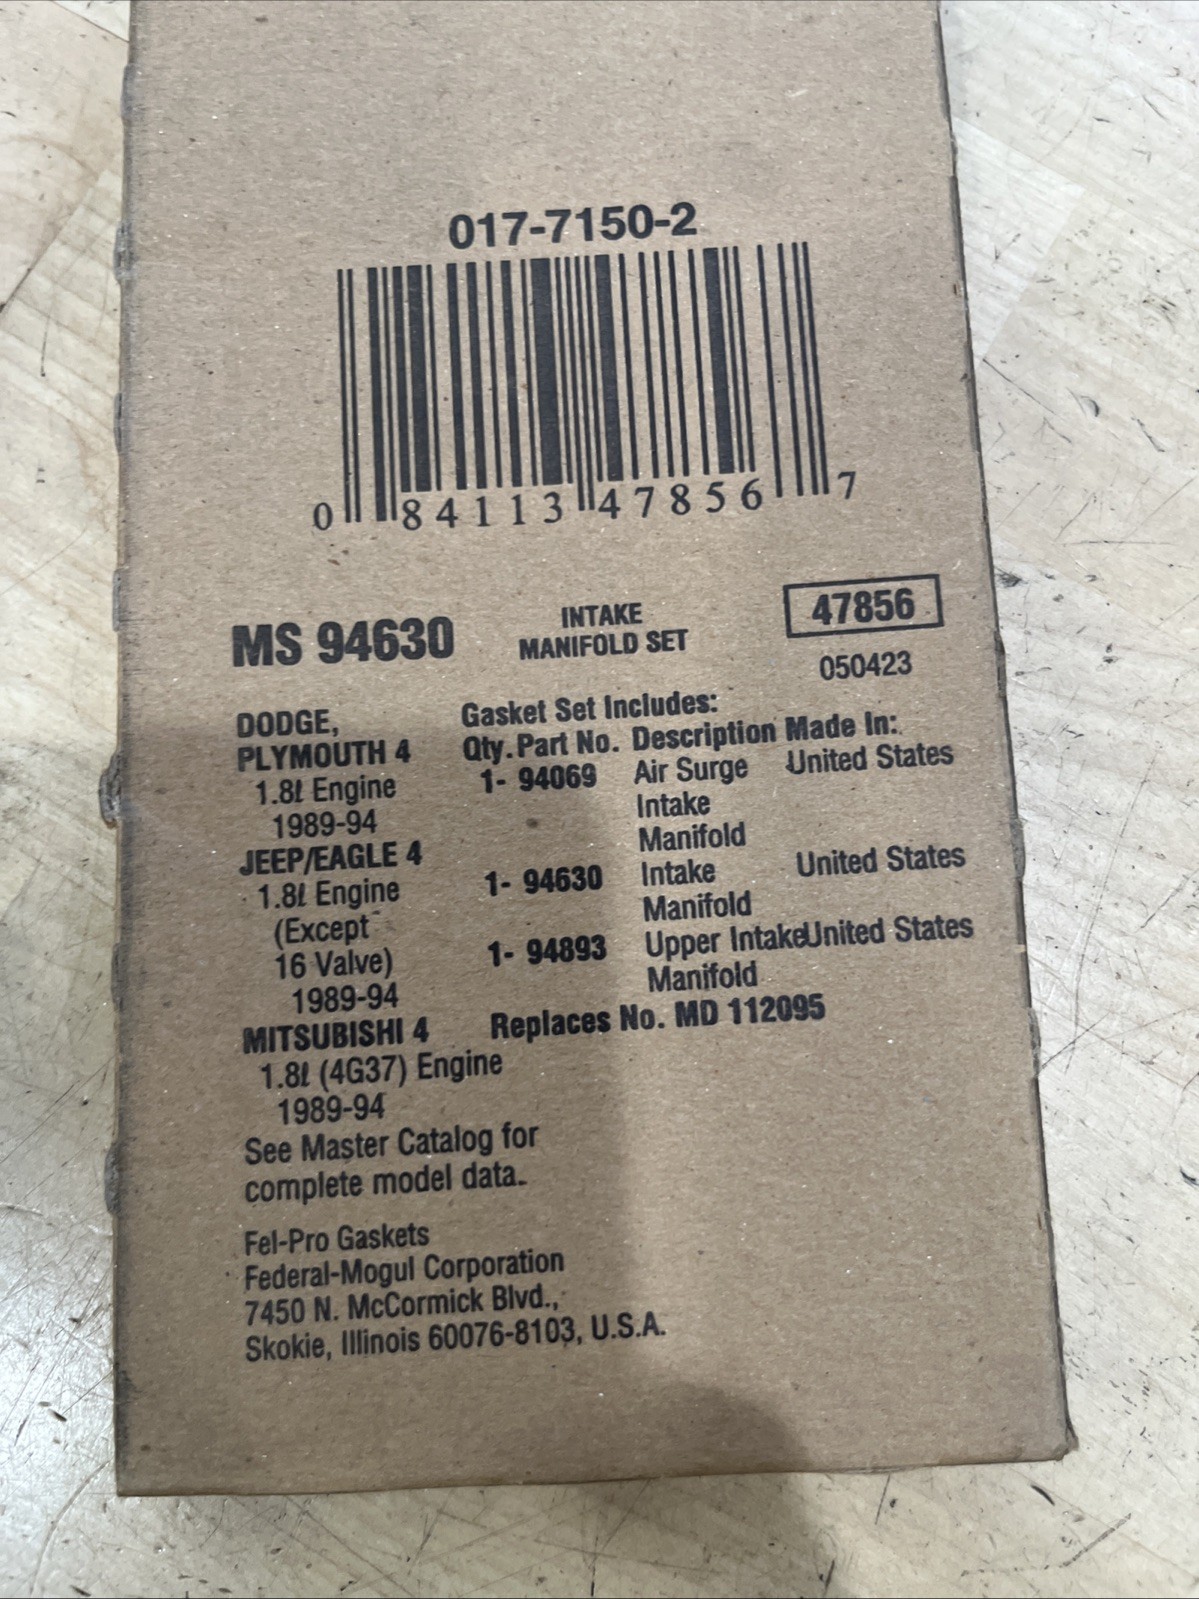 017-7150-2
0 84113 47856 7
MS 94630
INTAKE
MANIFOLD SET
47856
050423
DODGE,
PLYMOUTH 4
1.8ℓ Engine
1989-94
JEEP/EAGLE 4
1.8ℓ Engine
(Except
16 Valve)
1989-94
MITSUBISHI 4
1.8ℓ (4G37) Engine
1989-94
See Master Catalog for
complete model data.
Gasket Set Includes:
Qty. Part No. Description Made In:
1- 94069 Air Surge United States
Intake
Manifold
1- 94630 Intake United States
Manifold
1- 94893 Upper Intake United States
Manifold
Replaces No. MD 112095
Fel-Pro Gaskets
Federal-Mogul Corporation
7450 N. McCormick Blvd.,
Skokie, Illinois 60076-8103, U.S.A.